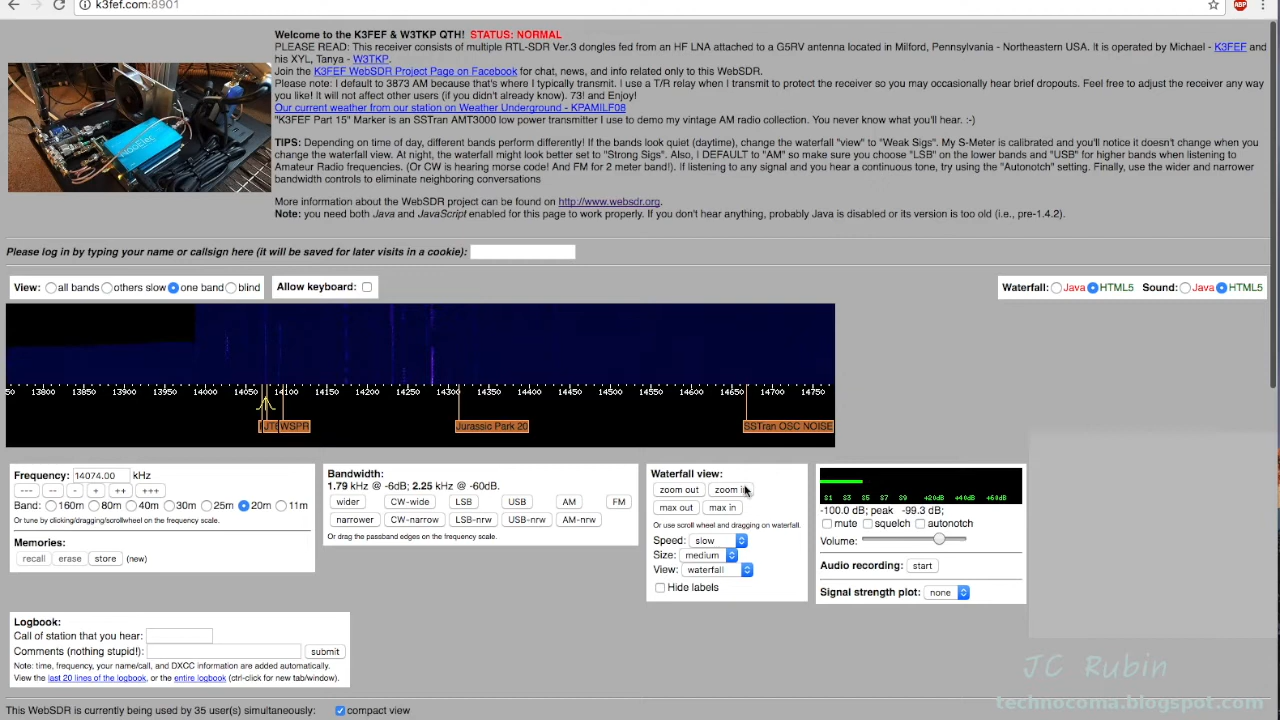 k3fef.com:8901
ABP
Welcome to the K3FEF & W3TKP QTH! STATUS: NORMAL
PLEASE READ: This receiver consists of multiple RTL-SDR Ver.3 dongles fed from an HF LNA attached to a G5RV antenna located in Milford, Pennsylvania - Northeastern USA. It is operated by Michael - K3FEF and
his XYL, Tanya - W3TKP.
Join the K3FEF WebSDR Project Page on Facebook for chat, news, and info related only to this WebSDR.
Please note: I default to 3873 AM because that's where I typically transmit. I use a T/R relay when I transmit to protect the receiver so you may occasionally hear brief dropouts. Feel free to adjust the receiver any way
you like! It will not affect other users (if you didn't already know). 73! and Enjoy!
Our current weather from our station on Weather Underground - KPAMILF08
"K3FEF Part 15" Marker is an SSTran AMT3000 low power transmitter I use to demo my vintage AM radio collection. You never know what you'll hear. :-)
TIPS: Depending on time of day, different bands perform differently! If the bands look quiet (daytime), change the waterfall "view" to "Weak Sigs". My S-Meter is calibrated and you'll notice it doesn't change when you
change the waterfall view. At night, the waterfall might look better set to "Strong Sigs". Also, I DEFAULT to "AM" so make sure you choose "LSB" on the lower bands and "USB" for higher bands when listening to
Amateur Radio frequencies. (Or CW is hearing morse code! And FM for 2 meter band!). If listening to any signal and you hear a continuous tone, try using the "Autonotch" setting. Finally, use the wider and narrower
bandwidth controls to eliminate neighboring conversations
More information about the WebSDR project can be found on http://www.websdr.org.
Note: you need both Java and JavaScript enabled for this page to work properly. If you don't hear anything, probably Java is disabled or its version is too old (i.e., pre-1.4.2).
NooElec
Please log in by typing your name or callsign here (it will be saved for later visits in a cookie):
View: all bands others slow one band blind Allow keyboard: Waterfall: Java HTML5 Sound: Java HTML5
50 13800 13850 13900 13950 14000 14050 14100 14150 14200 14250 14300 14350 14400 14450 14500 14550 14600 14650 14700 14750
WSPR Jurassic Park 20 SSTran OSC NOISE
Frequency: 14074.00 kHz
--- -- - + ++ +++
Band: 160m 80m 40m 30m 25m 20m 11m
Or tune by clicking/dragging/scrollwheel on the frequency scale.
Memories:
recall erase store (new)
Bandwidth:
1.79 kHz @ -6dB; 2.25 kHz @ -60dB.
wider CW-wide LSB USB AM FM
narrower CW-narrow LSB-nrw USB-nrw AM-nrw
Or drag the passband edges on the frequency scale.
Waterfall view:
zoom out zoom in
max out max in
Or use scroll wheel and dragging on waterfall.
Speed: slow
Size: medium
View: waterfall
Hide labels
S1 S3 S5 S7 S9 +20dB +40dB +60dB
-100.0 dB; peak -99.3 dB;
mute squelch autonotch
Volume:
Audio recording: start
Signal strength plot: none
Logbook:
Call of station that you hear:
Comments (nothing stupid!): submit
Note: time, frequency, your name/call, and DXCC information are added automatically.
View the last 20 lines of the logbook, or the entire logbook (ctrl-click for new tab/window).
JC Rubin
technocoma.blogspot.com
This WebSDR is currently being used by 35 user(s) simultaneously: compact view